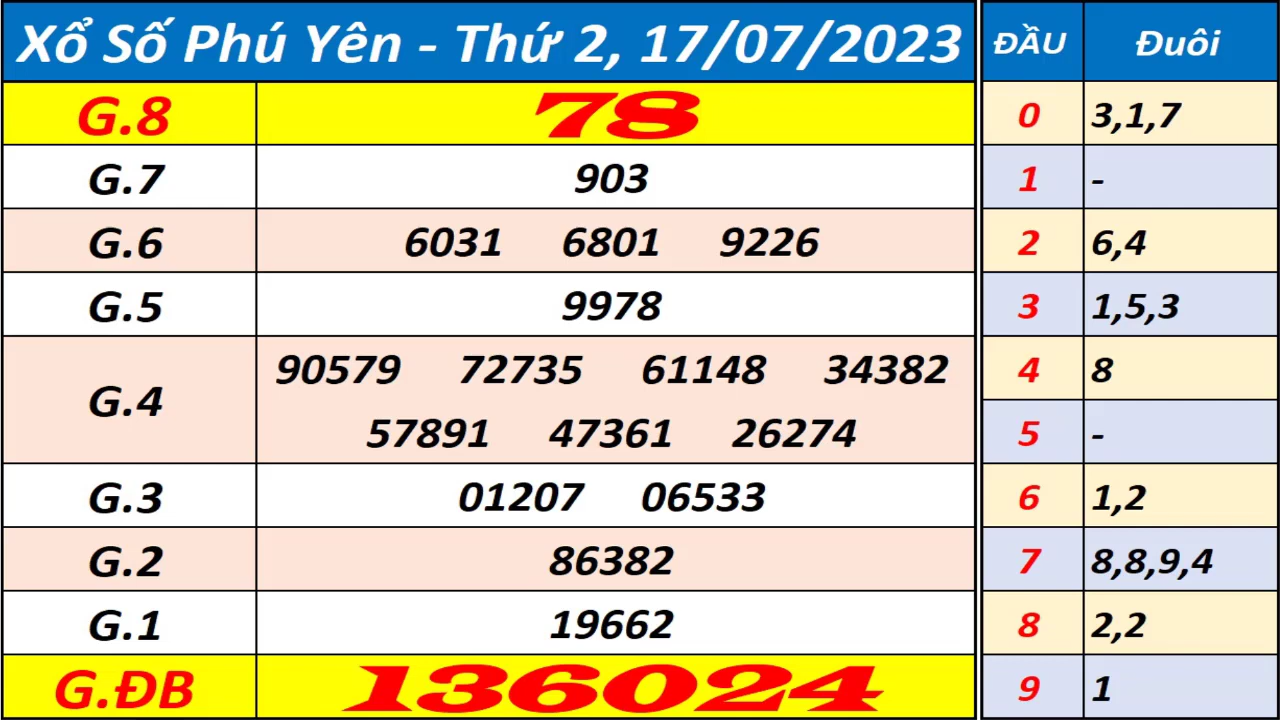 Xổ Số Phú Yên - Thứ 2, 17/07/2023
G.8 78
G.7 903
G.6 6031 6801 9226
G.5 9978
G.4 90579 72735 61148 34382
57891 47361 26274
G.3 01207 06533
G.2 86382
G.1 19662
G.ĐB 136024
ĐẦU Đuôi
0 3,1,7
1 -
2 6,4
3 1,5,3
4 8
5 -
6 1,2
7 8,8,9,4
8 2,2
9 1